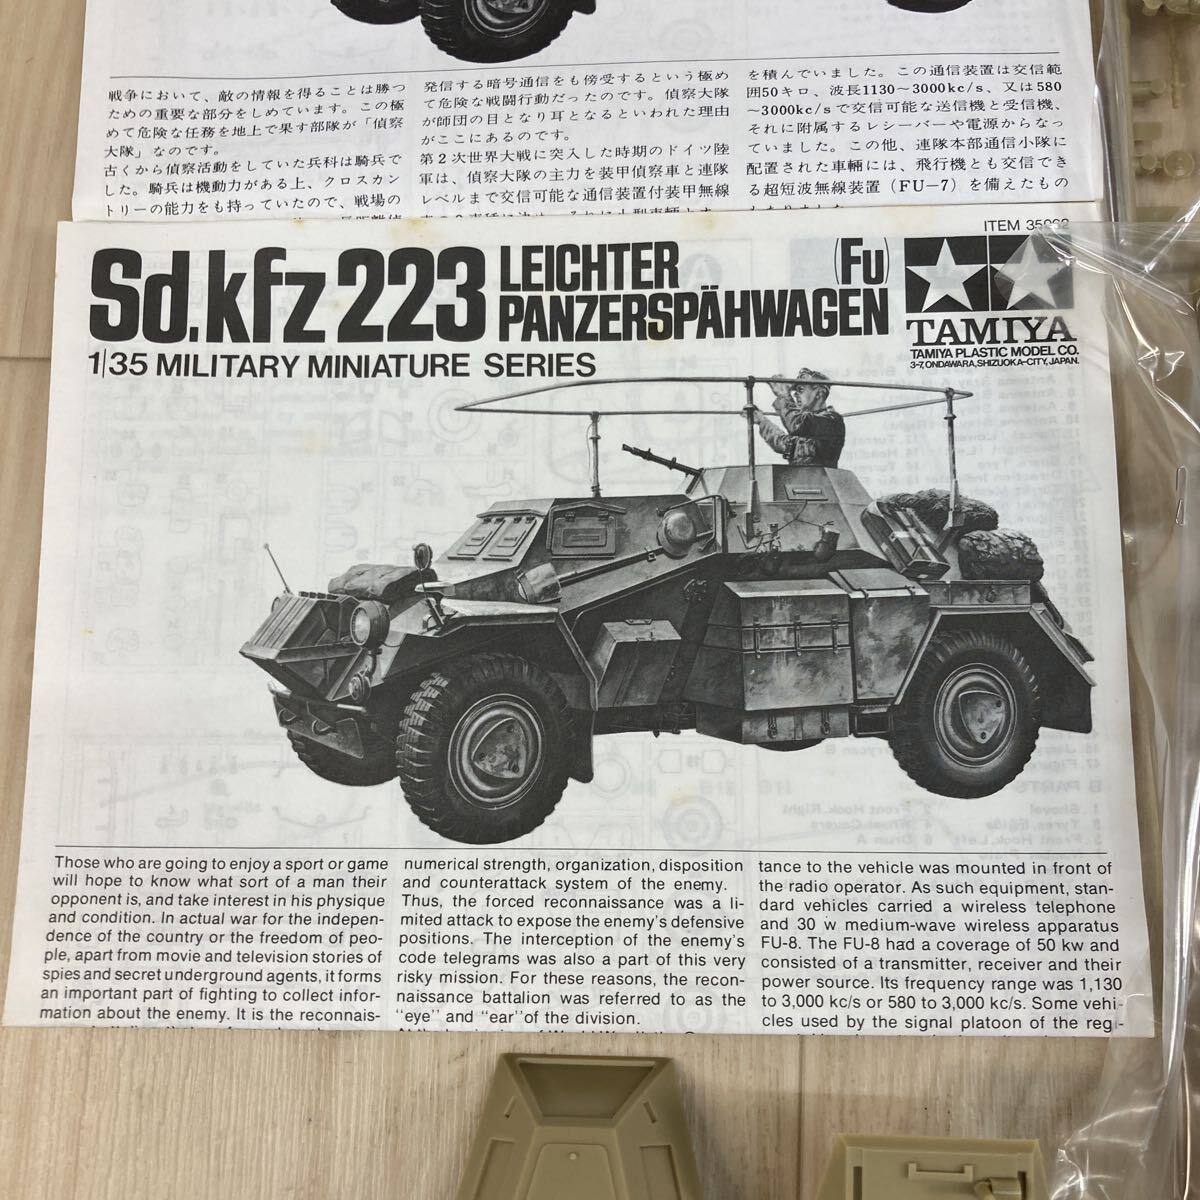 戦争において、敵の情報を得ることは勝つ
ための重要な部分をしめています。この極
めて危険な任務を地上で果す部隊が「偵察
大隊」なのです。
古くから偵察活動をしていた兵科は騎兵で
した。騎兵は機動力がある上、クロスカン
トリーの能力をも持っていたので、戦場の
発信する暗号通信をも傍受するという極め
て危険な戦闘行動だったのです。偵察大隊
が師団の目となり耳となるといわれた理由
がここにあるのです。
第2次世界大戦に突入した時期のドイツ陸
軍は、偵察大隊の主力を装甲偵察車と連隊
レベルまで交信可能な通信装置付装甲無線
を積んでいました。この通信装置は交信範
囲50キロ、波長1130～3000kc/s、又は580
～3000kc/sで交信可能な送信機と受信機、
それに附属するレシーバーや電源からなっ
ていました。この他、連隊本部通信小隊に
配置された車輛には、飛行機とも交信でき
る超短波無線装置（FU－7）を備えたもの
もありました。
ITEM 35062
Sd.kfz 223 LEICHTER (Fu)
PANZERSPÄHWAGEN
TAMIYA
TAMIYA PLASTIC MODEL CO.
3-7, ONDAWARA, SHIZUOKA-CITY, JAPAN.
1/35 MILITARY MINIATURE SERIES
Those who are going to enjoy a sport or game
will hope to know what sort of a man their
opponent is, and take interest in his physique
and condition. In actual war for the indepen-
dence of the country or the freedom of peo-
ple, apart from movie and television stories of
spies and secret underground agents, it forms
an important part of fighting to collect infor-
mation about the enemy. It is the reconnais-
numerical strength, organization, disposition
and counterattack system of the enemy.
Thus, the forced reconnaissance was a li-
mited attack to expose the enemy's defensive
positions. The interception of the enemy's
code telegrams was also a part of this very
risky mission. For these reasons, the recon-
naissance battalion was referred to as the
"eye" and "ear" of the division.
tance to the vehicle was mounted in front of
the radio operator. As such equipment, stan-
dard vehicles carried a wireless telephone
and 30 w medium-wave wireless apparatus
FU-8. The FU-8 had a coverage of 50 kw and
consisted of a transmitter, receiver and their
power source. Its frequency range was 1,130
to 3,000 kc/s or 580 to 3,000 kc/s. Some vehi-
cles used by the signal platoon of the regi-